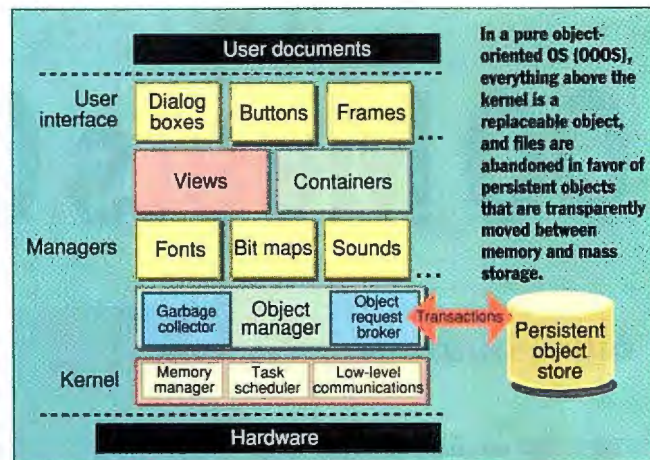 User documents
In a pure object-
oriented OS (OOOS),
everything above the
kernel is a
replaceable object,
and files are
abandoned in favor of
persistent objects
that are transparently
moved between
memory and mass
storage.
User
interface
Dialog
boxes
Buttons
Frames
...
Views
Containers
Managers
Fonts
Bit maps
Sounds
...
Garbage
collector
Object
manager
Object
request
broker
Transactions
Persistent
object
store
Kernel
Memory
manager
Task
scheduler
Low-level
communications
Hardware